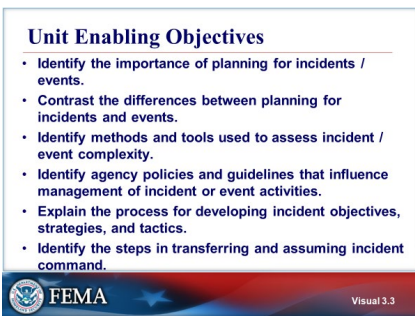 Unit Enabling Objectives
• Identify the importance of planning for incidents /
events.
• Contrast the differences between planning for
incidents and events.
• Identify methods and tools used to assess incident /
event complexity.
• Identify agency policies and guidelines that influence
management of incident or event activities.
• Explain the process for developing incident objectives,
strategies, and tactics.
• Identify the steps in transferring and assuming incident
command.
FEMA
Visual 3.3